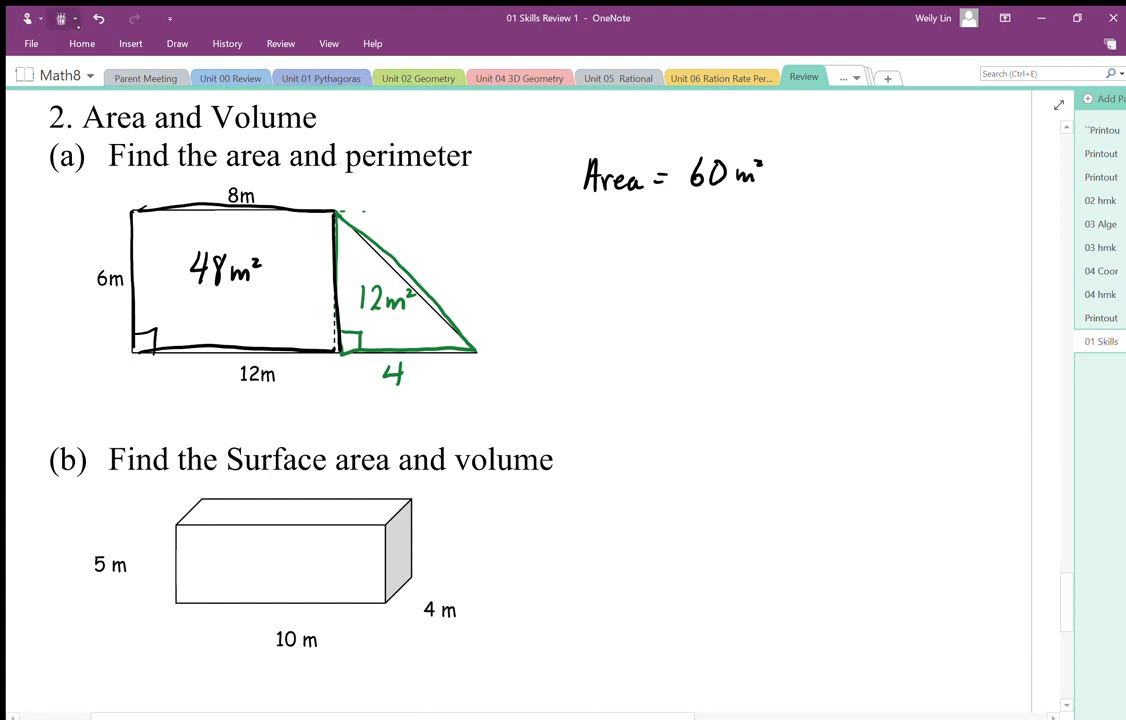 01 Skills Review 1 - OneNote
Weily Lin
File Home Insert Draw History Review View Help
Math8
Parent Meeting Unit 00 Review Unit 01 Pythagoras Unit 02 Geometry Unit 04 3D Geometry Unit 05 Rational Unit 06 Ration Rate Per... Review ... +
Search (Ctrl+E)
Add Pa
2. Area and Volume
(a) Find the area and perimeter
Area = 60m²
8m
6m
48m²
12m²
12m
4
(b) Find the Surface area and volume
5 m
4 m
10 m
``Printou
Printout
Printout
02 hmk
03 Alge
03 hmk
04 Coor
04 hmk
Printout
01 Skills